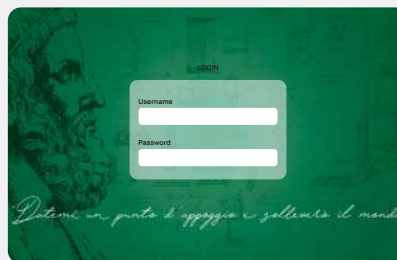 LOGIN
Username
Password
Datemi un punto d'appoggio e solleverò il mondo